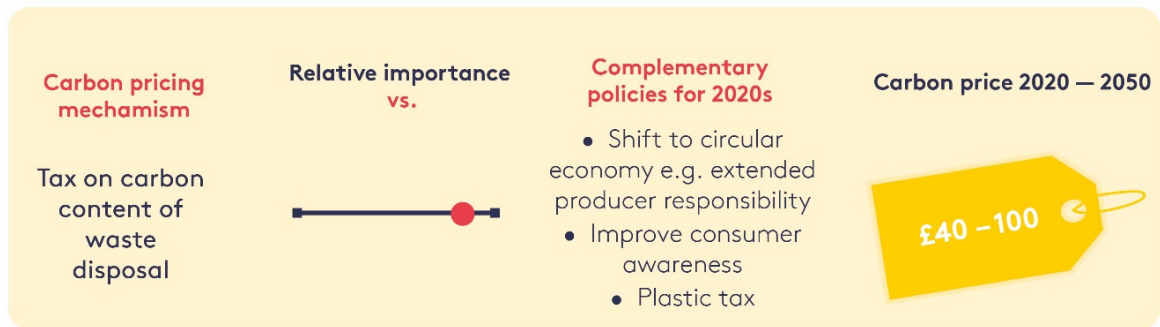 Carbon pricing
mechamism
Tax on carbon
content of
waste
disposal
Relative importance
vs.
Complementary
policies for 2020s
• Shift to circular
economy e.g. extended
producer responsibility
• Improve consumer
awareness
• Plastic tax
Carbon price 2020 — 2050
£40 – 100